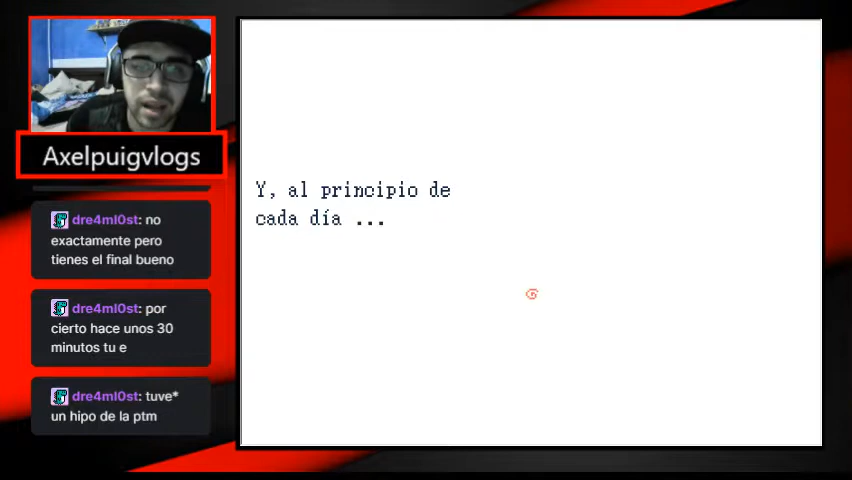 Axelpuigvlogs
dre4ml0st: no
exactamente pero
tienes el final bueno
dre4ml0st: por
cierto hace unos 30
minutos tu e
dre4ml0st: tuve*
un hipo de la ptm
Y, al principio de
cada día ...